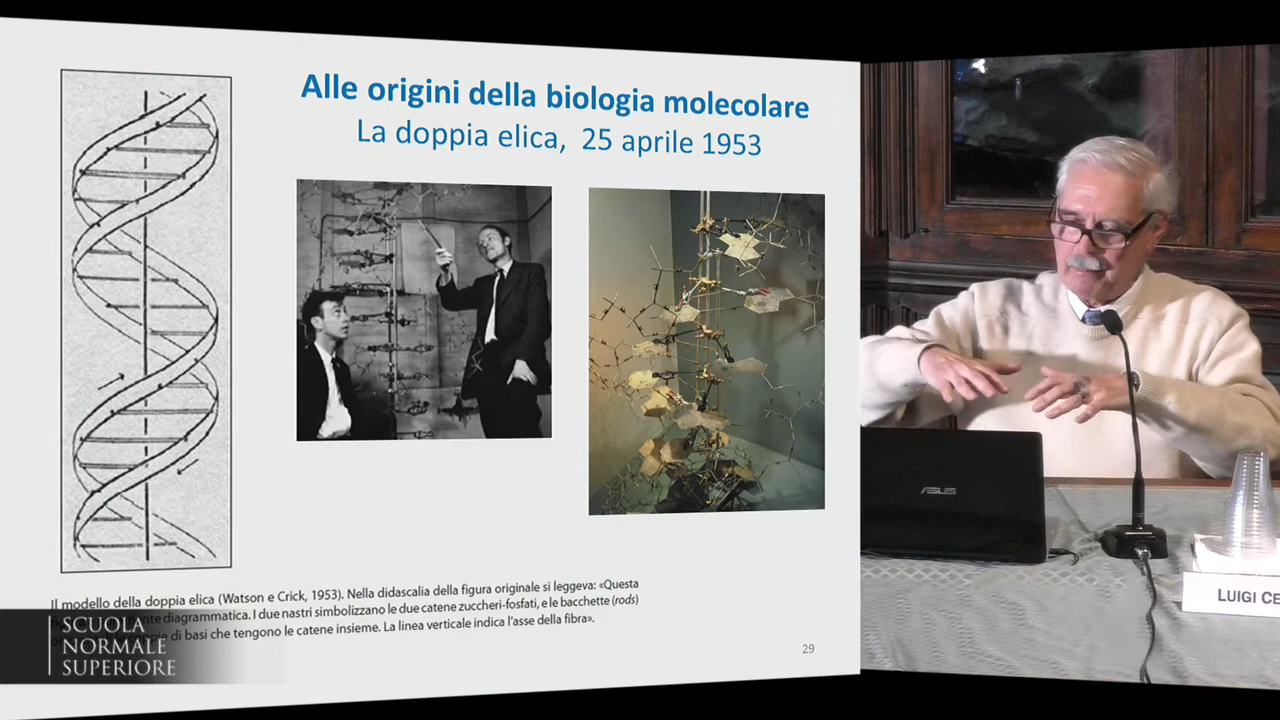 Alle origini della biologia molecolare
La doppia elica, 25 aprile 1953
Il modello della doppia elica (Watson e Crick, 1953). Nella didascalia della figura originale si leggeva: «Questa
diagrammatica. I due nastri simbolizzano le due catene zuccheri-fosfati, e le bacchette (rods)
di basi che tengono le catene insieme. La linea verticale indica l'asse della fibra».
29
SCUOLA
NORMALE
SUPERIORE
ASUS
LUIGI CE